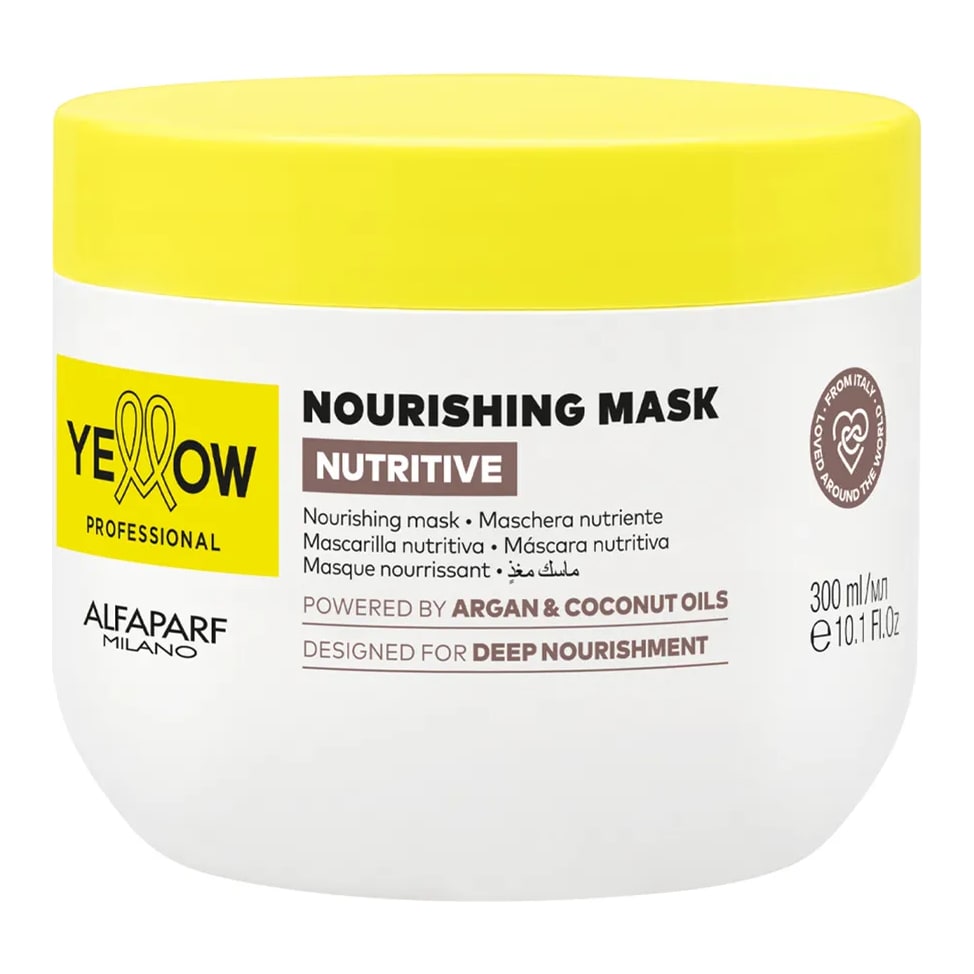 YELLOW
PROFESSIONAL
ALFAPARF
MILANO
NOURISHING MASK
NUTRITIVE
Nourishing mask • Maschera nutriente
Mascarilla nutritiva • Máscara nutritiva
Masque nourrissant • ماسك مغذٍ
POWERED BY ARGAN & COCONUT OILS
DESIGNED FOR DEEP NOURISHMENT
• FROM ITALY •
LOVED AROUND THE WORLD
300 ml/мл
℮ 10.1 Fl.Oz